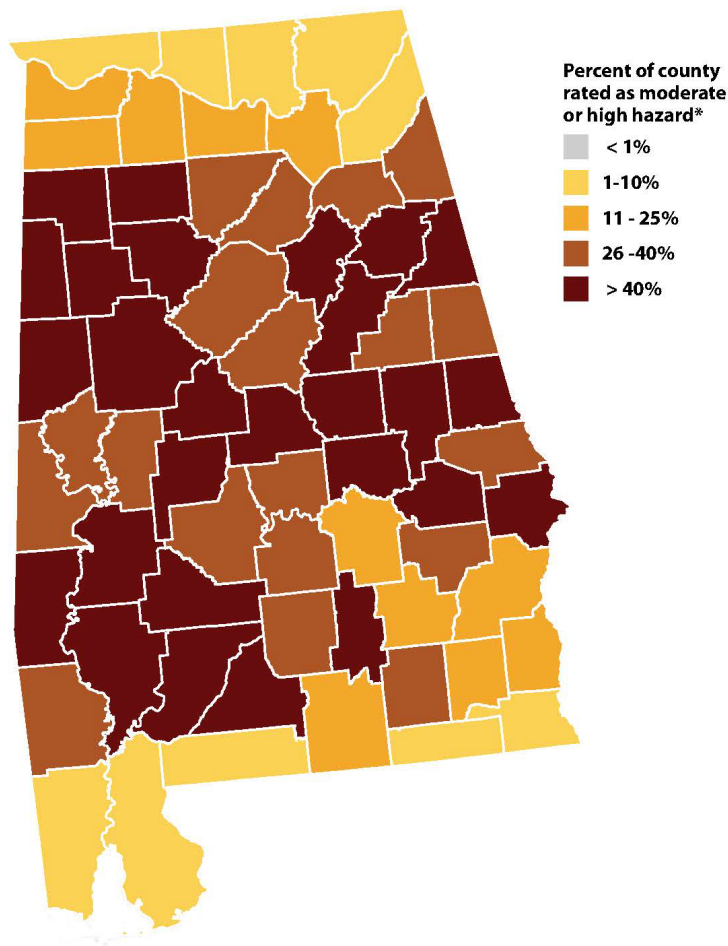 Percent of county
rated as moderate
or high hazard*
< 1%
1-10%
11 - 25%
26 -40%
> 40%